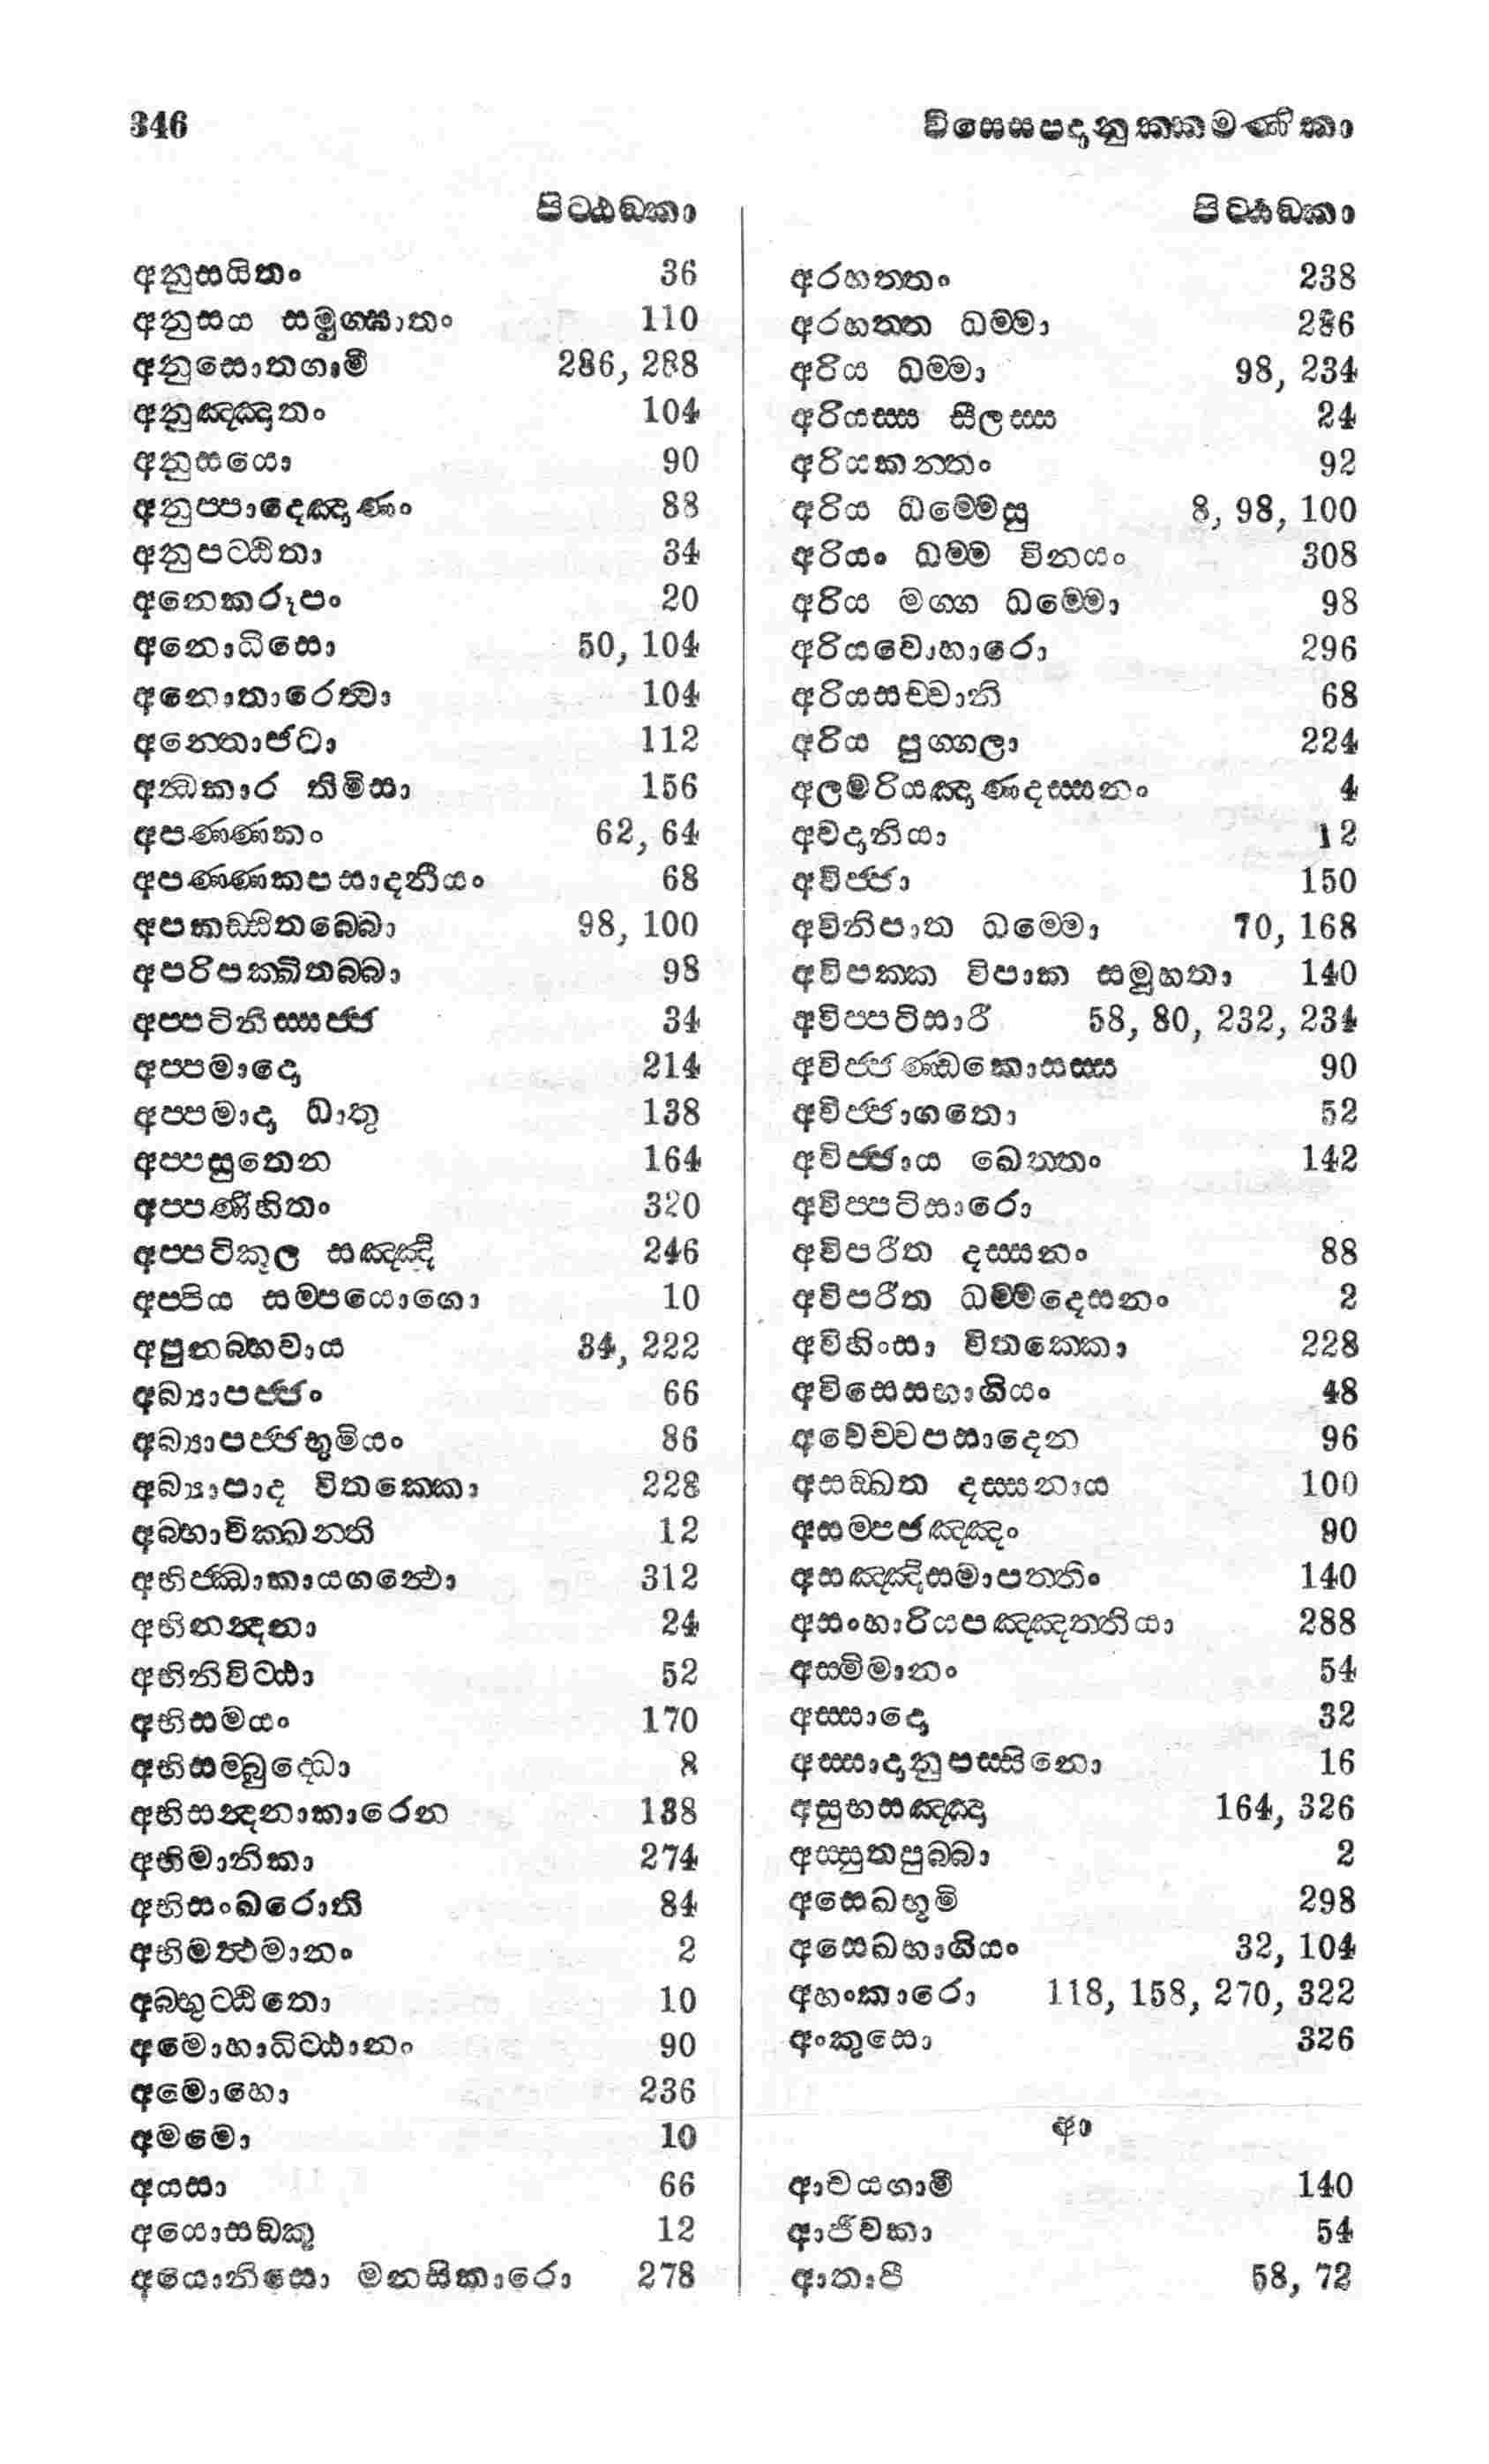 346 විසෙසපදානුක්කමණිකා
පිට්ඨඞ්කා
අනුසයිතං 36
අනුසය සමුග්ඝාතං 110
අනුසොතගාමී 286, 288
අනුඤ්ඤාතං 104
අනුසයො 90
අනුප්පාදෙඤාණං 88
අනුපට්ඨිතා 34
අනෙකරූපං 20
අනොධිසො 50, 104
අනොතාරෙත්‍වා 104
අන්තොජටා 112
අන්‍ධකාර තිමිසා 156
අපණ්ණකං 62, 64
අපණ්ණකපසාදනීයං 68
අපකඩ්ඪිතබ්බො 98, 100
අපරිපක්ඛිතබ්බා 98
අප්පටිනිස්සජ්ජ 34
අප්පමාදො 214
අප්පමාද ධාතු 138
අප්පසුතෙන 164
අප්පණිහිතං 320
අප්පටිකූල සඤ්ඤි 246
අප්පිය සම්පයොගො 10
අපුනබ්භවාය 34, 222
අබ්‍යාපජ්ජං 66
අබ්‍යාපජ්ජභුමියං 86
අබ්‍යාපාද විතක්කො 228
අබ්භාචික්ඛන්ති 12
අභිජ්ඣාකායගන්‍ථො 312
අභිනන්‍දනා 24
අභිනිවිට්ඨා 52
අභිසමයං 170
අභිසම්බුද්ධො 8
අභිසන්‍දනාකාරෙන 138
අභිමානිකා 274
අභිසංඛරොති 84
අභිමත්‍ථමානං 2
අබ්භුට්ඨිතො 10
අමොහාධිට්ඨානං 90
අමොහො 236
අමමො 10
අයසා 66
අයොසඞ්කු 12
අයොනිසො මනසිකාරො 278
පිට්ඨඞ්කා
අරහත්තං 238
අරහත්ත ධම්මා 286
අරිය ධම්මා 98, 234
අරියස්ස සීලස්ස 24
අරියකන්තං 92
අරිය ධම්මෙසු 8, 98, 100
අරියං ධම්ම විනයං 308
අරිය මග්ග ධම්මො 98
අරියවොහාරො 296
අරියසච්චානි 68
අරිය පුග්ගලා 224
අලමරියඤාණදස්සනං 4
අවදානියා 12
අවිජ්ජා 150
අවිනිපාත ධම්මො 70, 168
අවිපක්ක විපාක සමූහතා 140
අවිප්පටිසාරී 58, 80, 232, 234
අවිජ්ජණ්ඩකොසස්ස 90
අවිජ්ජාගතො 52
අවිජ්ජාය ඛෙත්තං 142
අවිප්පටිසාරො
අවිපරීත දස්සනං 88
අවිපරීත ධම්මදෙසනං 2
අවිහිංසා විතක්කො 228
අවිසෙසභාගියං 48
අවෙච්චපසාදෙන 96
අසඞ්ඛත දස්සනාය 100
අසම්පජඤ්ඤං 90
අසඤ්ඤිසමාපත්තිං 140
අසංහාරියපඤ්ඤත්තියා 288
අස්මිමානං 54
අස්සාදො 32
අස්සාදානුපස්සිනො 16
අසුභසඤ්ඤා 164, 326
අස්සුතපුබ්බා 2
අසෙඛභූමි 298
අසෙඛභාගියං 32, 104
අහංකාරො 118, 158, 270, 322
අංකුසො 326
ආ
ආචයගාමී 140
ආජීවකා 54
ආතාපී 58, 72